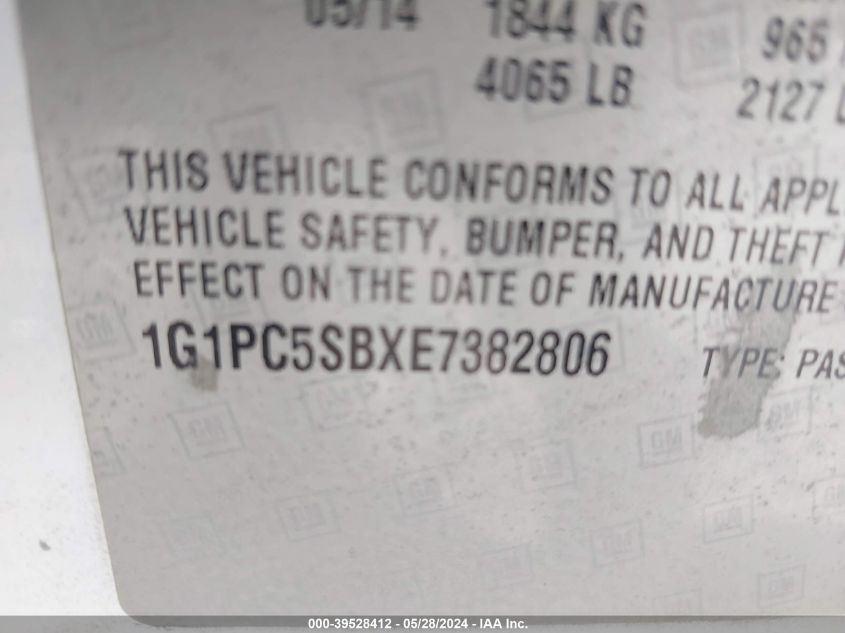 05/14 1844 KG 965
4065 LB 2127
THIS VEHICLE CONFORMS TO ALL
VEHICLE SAFETY, BUMPER, AND THEFT
EFFECT ON THE DATE OF MANUFACTURE
1G1PC5SBXE7382806 TYPE: PAS
000-39528412 - 05/28/2024 - IAA Inc.